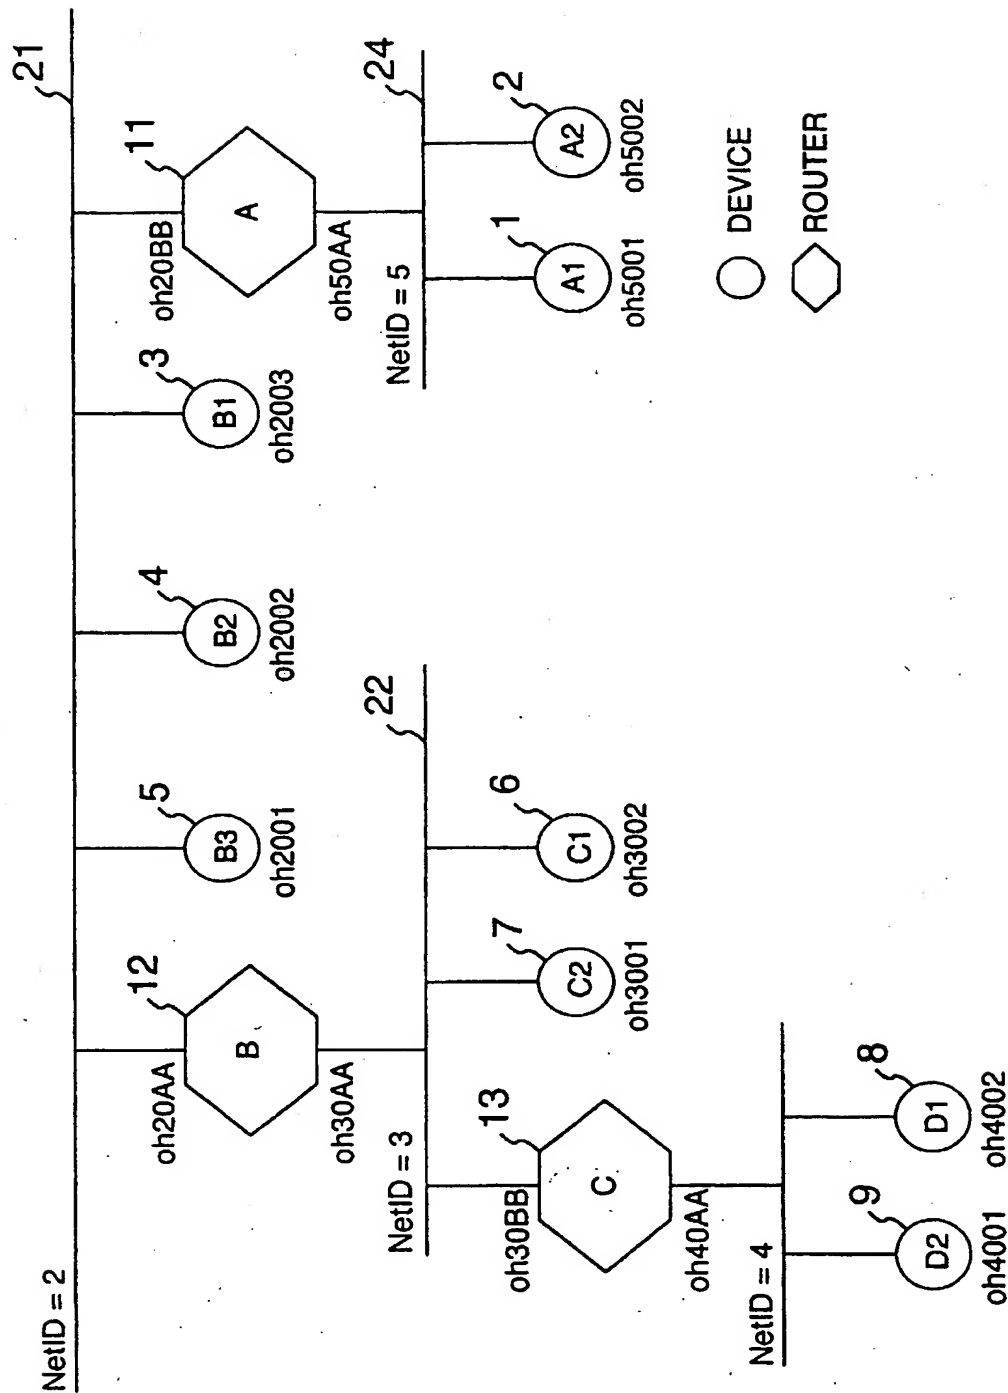 NetID = 2
21
oh20AA
12
B
oh30AA
5
B3
oh2001
4
B2
oh2002
3
B1
oh2003
oh20BB
11
A
oh50AA
NetID = 3
22
oh30BB
13
C
oh40AA
7
C2
oh3001
6
C1
oh3002
NetID = 5
24
1
A1
oh5001
2
A2
oh5002
NetID = 4
9
D2
oh4001
8
D1
oh4002
DEVICE
ROUTER